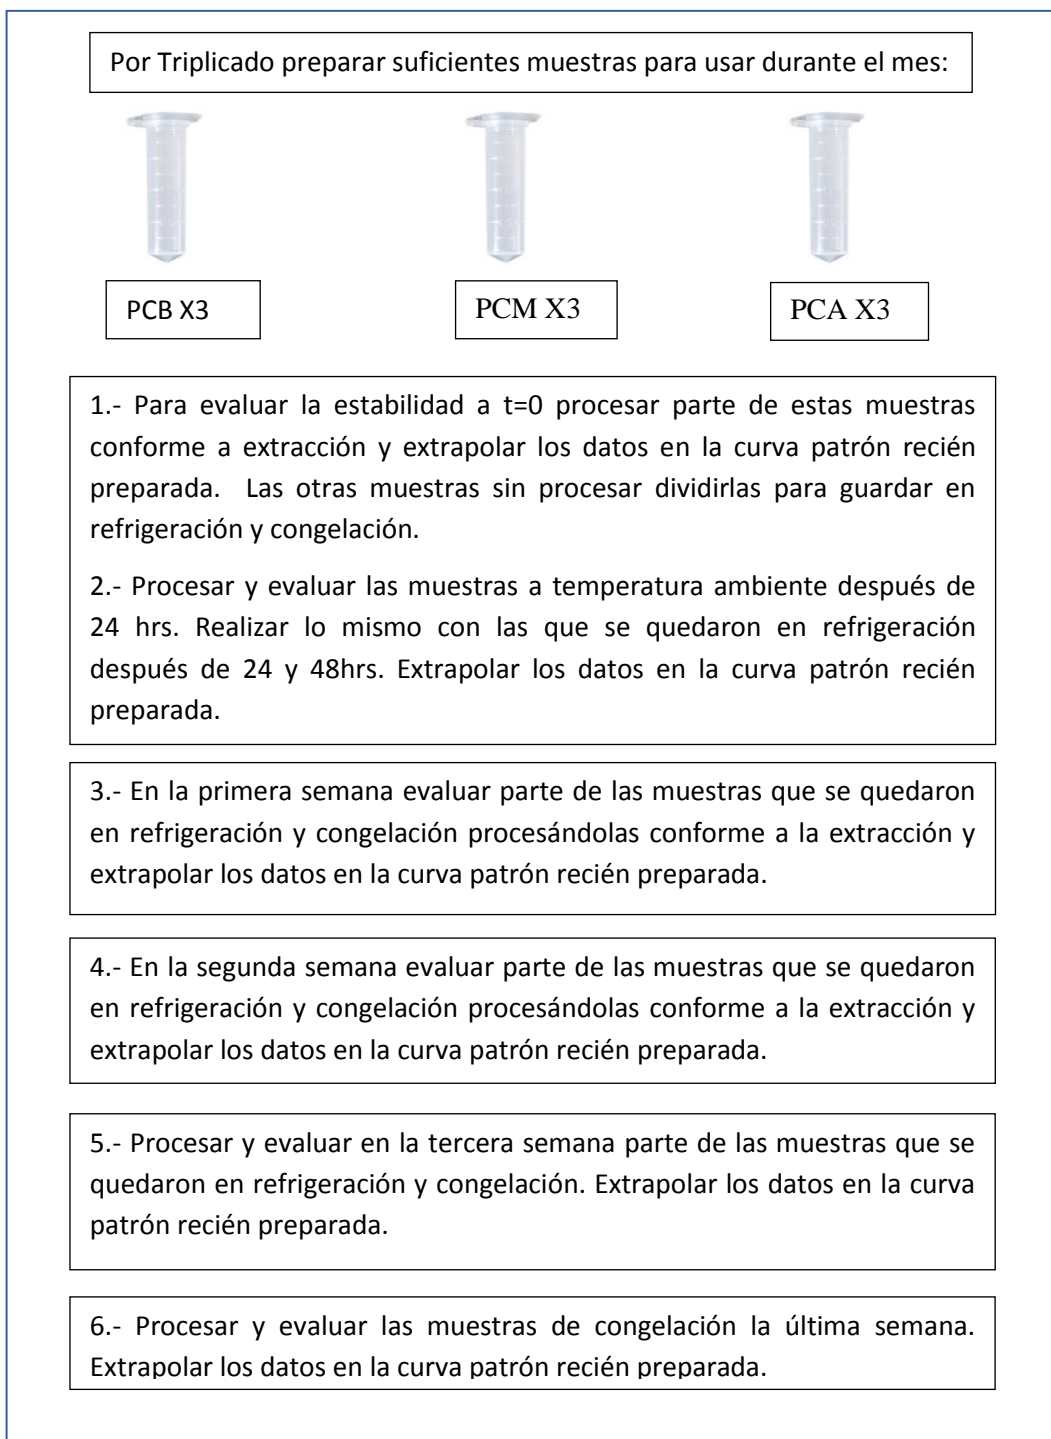 Por Triplicado preparar suficientes muestras para usar durante el mes:
PCB X3
PCM X3
PCA X3
1.- Para evaluar la estabilidad a t=0 procesar parte de estas muestras
conforme a extracción y extrapolar los datos en la curva patrón recién
preparada. Las otras muestras sin procesar dividirlas para guardar en
refrigeración y congelación.
2.- Procesar y evaluar las muestras a temperatura ambiente después de
24 hrs. Realizar lo mismo con las que se quedaron en refrigeración
después de 24 y 48hrs. Extrapolar los datos en la curva patrón recién
preparada.
3.- En la primera semana evaluar parte de las muestras que se quedaron
en refrigeración y congelación procesándolas conforme a la extracción y
extrapolar los datos en la curva patrón recién preparada.
4.- En la segunda semana evaluar parte de las muestras que se quedaron
en refrigeración y congelación procesándolas conforme a la extracción y
extrapolar los datos en la curva patrón recién preparada.
5.- Procesar y evaluar en la tercera semana parte de las muestras que se
quedaron en refrigeración y congelación. Extrapolar los datos en la curva
patrón recién preparada.
6.- Procesar y evaluar las muestras de congelación la última semana.
Extrapolar los datos en la curva patrón recién preparada.